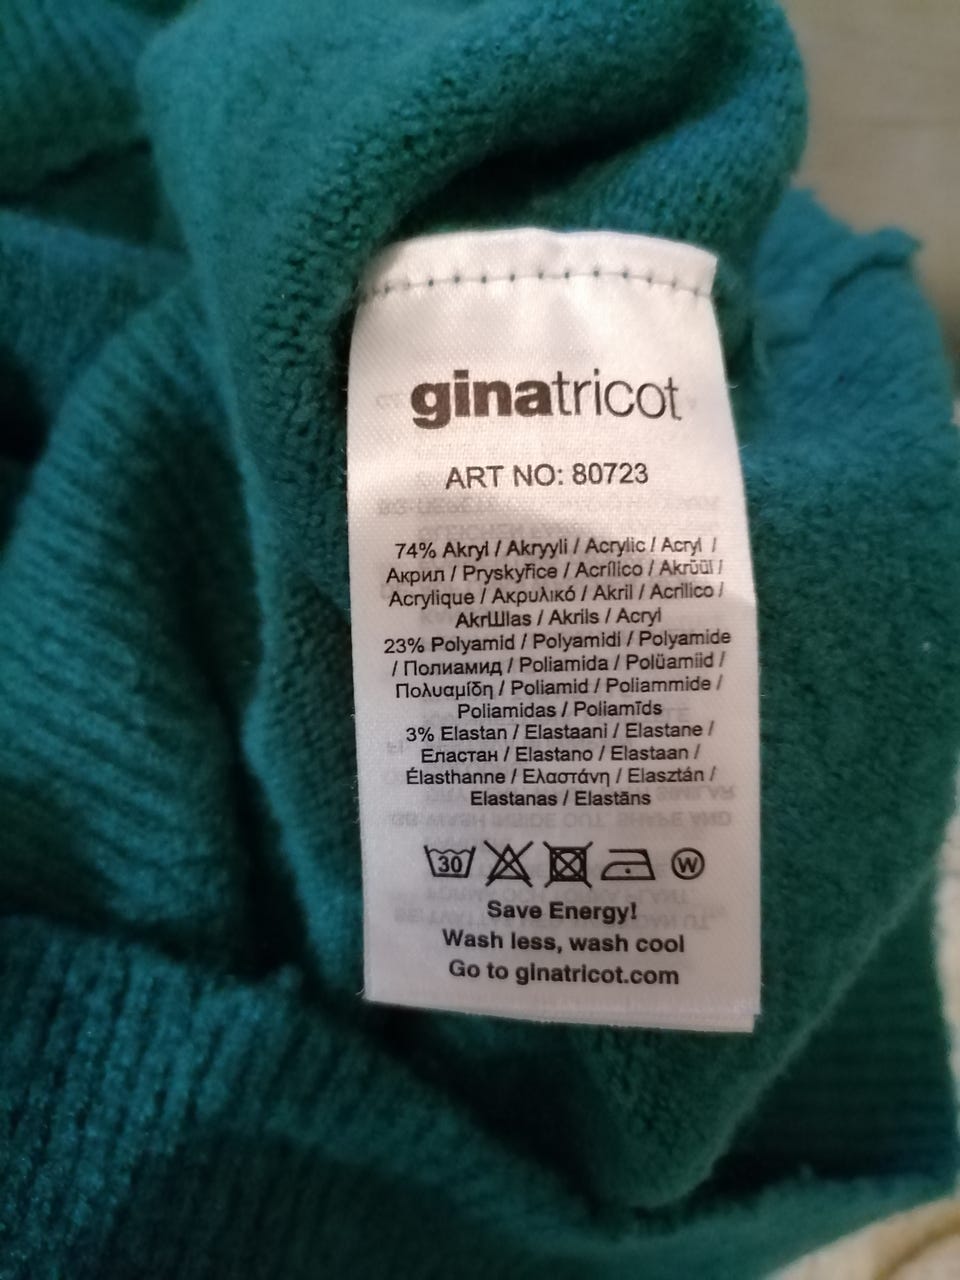 ginatricot
ART NO: 80723
74% Akryl / Akryyli / Acrylic / Acryl /
Акрил / Pryskyřice / Acrílico / Akrüül /
Acrylique / Ακρυλικό / Akril / Acrilico /
AkrШlas / Akrils / Acryl
23% Polyamid / Polyamidi / Polyamide
/ Полиамид / Poliamida / Polüamiid /
Πολυαμίδη / Poliamid / Poliammide /
Poliamidas / Poliamīds
3% Elastan / Elastaani / Elastane /
Еластан / Elastano / Elastaan /
Élasthanne / Ελαστάνη / Elasztán /
Elastanas / Elastāns
30 W
Save Energy!
Wash less, wash cool
Go to ginatricot.com